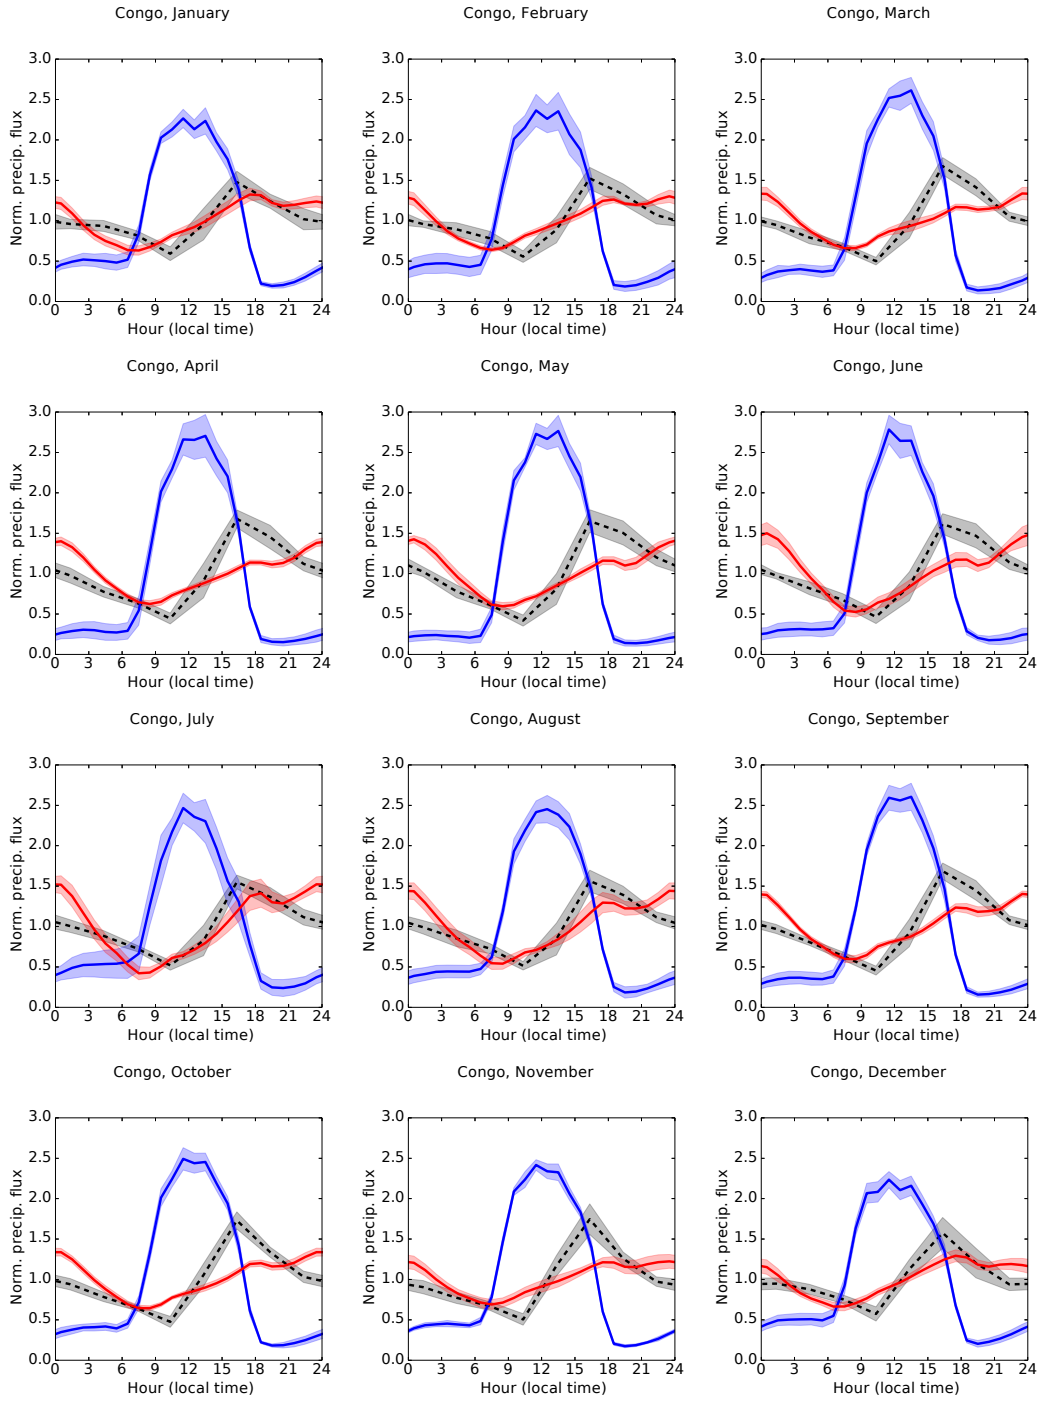 Congo, January
Norm. precip. flux
3.0
2.5
2.0
1.5
1.0
0.5
0.0
0 3 6 9 12 15 18 21 24
Hour (local time)
Congo, February
Norm. precip. flux
3.0
2.5
2.0
1.5
1.0
0.5
0.0
0 3 6 9 12 15 18 21 24
Hour (local time)
Congo, March
Norm. precip. flux
3.0
2.5
2.0
1.5
1.0
0.5
0.0
0 3 6 9 12 15 18 21 24
Hour (local time)
Congo, April
Norm. precip. flux
3.0
2.5
2.0
1.5
1.0
0.5
0.0
0 3 6 9 12 15 18 21 24
Hour (local time)
Congo, May
Norm. precip. flux
3.0
2.5
2.0
1.5
1.0
0.5
0.0
0 3 6 9 12 15 18 21 24
Hour (local time)
Congo, June
Norm. precip. flux
3.0
2.5
2.0
1.5
1.0
0.5
0.0
0 3 6 9 12 15 18 21 24
Hour (local time)
Congo, July
Norm. precip. flux
3.0
2.5
2.0
1.5
1.0
0.5
0.0
0 3 6 9 12 15 18 21 24
Hour (local time)
Congo, August
Norm. precip. flux
3.0
2.5
2.0
1.5
1.0
0.5
0.0
0 3 6 9 12 15 18 21 24
Hour (local time)
Congo, September
Norm. precip. flux
3.0
2.5
2.0
1.5
1.0
0.5
0.0
0 3 6 9 12 15 18 21 24
Hour (local time)
Congo, October
Norm. precip. flux
3.0
2.5
2.0
1.5
1.0
0.5
0.0
0 3 6 9 12 15 18 21 24
Hour (local time)
Congo, November
Norm. precip. flux
3.0
2.5
2.0
1.5
1.0
0.5
0.0
0 3 6 9 12 15 18 21 24
Hour (local time)
Congo, December
Norm. precip. flux
3.0
2.5
2.0
1.5
1.0
0.5
0.0
0 3 6 9 12 15 18 21 24
Hour (local time)